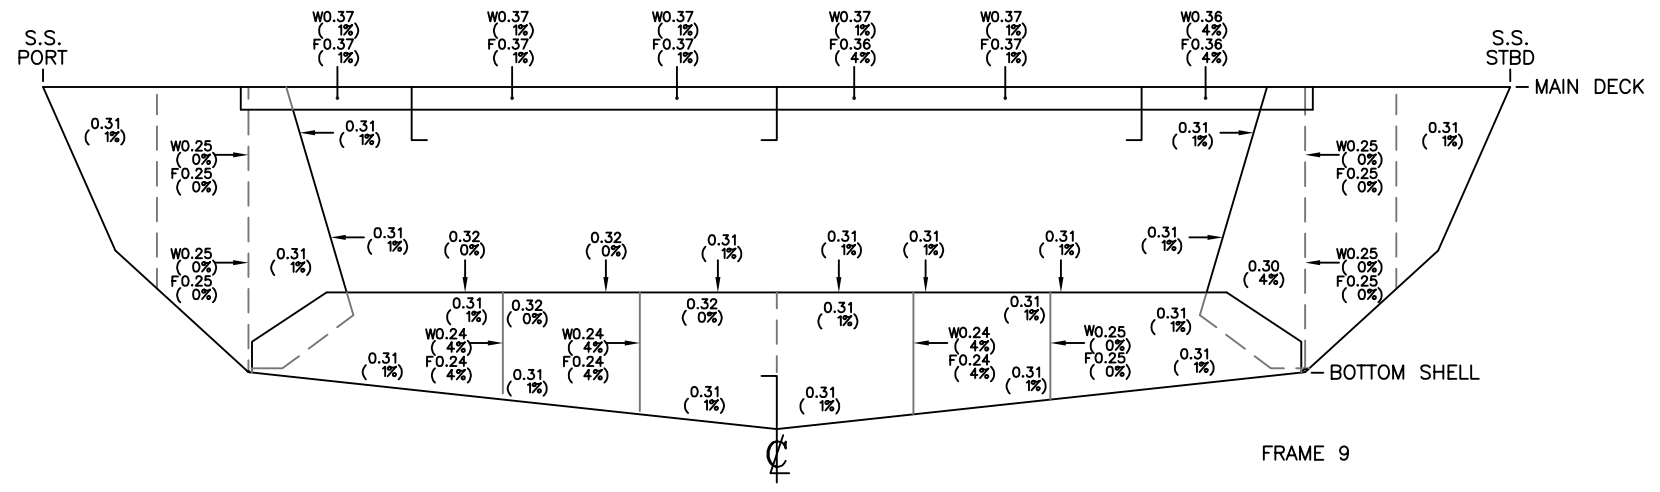 W0.37 W0.37 W0.37 W0.37 W0.37 W0.36
( 1%) ( 1%) ( 1%) ( 1%) ( 1%) ( 4%)
F0.37 F0.37 F0.37 F0.36 F0.37 F0.36
( 1%) ( 1%) ( 1%) ( 4%) ( 1%) ( 4%)
S.S. S.S.
PORT STBD
MAIN DECK
0.31 0.31 0.31 0.31
( 1%) ( 1%) ( 1%) ( 1%)
W0.25 W0.25
( 0%) ( 0%)
F0.25 F0.25
( 0%) ( 0%)
0.31 0.32 0.32 0.31 0.31 0.31 0.31 0.31
( 1%) ( 0%) ( 0%) ( 1%) ( 1%) ( 1%) ( 1%) ( 1%)
W0.25 0.31 0.30 W0.25
( 0%) ( 1%) ( 4%) ( 0%)
F0.25 F0.25
( 0%) ( 0%)
0.31 0.32 0.32 0.31 0.31 0.31
( 1%) ( 0%) ( 0%) ( 1%) ( 1%) ( 1%)
W0.24 W0.24 W0.24 W0.25
( 4%) ( 4%) ( 4%) ( 0%)
F0.24 F0.24 F0.24 F0.25
( 4%) ( 4%) ( 4%) ( 0%)
0.31 0.31
( 1%) ( 1%)
0.31 0.31
( 1%) ( 1%)
BOTTOM SHELL
0.31 0.31
( 1%) ( 1%)
℄
FRAME 9